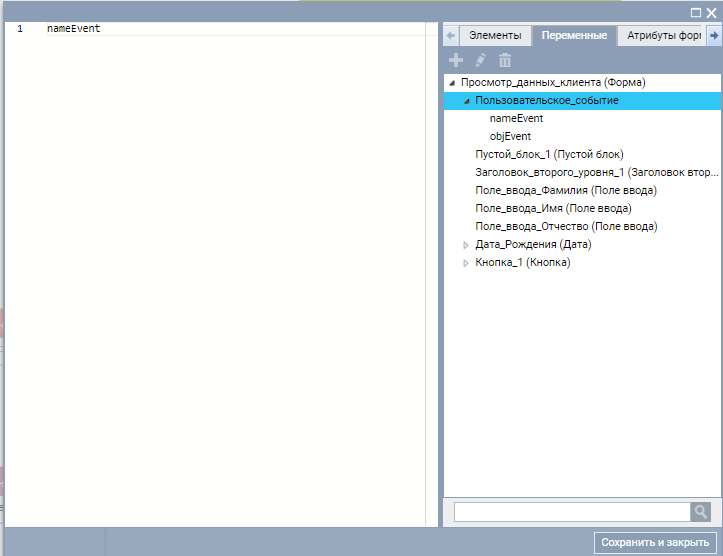 1 nameEvent
Элементы Переменные Атрибуты фор
Просмотр_данных_клиента (Форма)
Пользовательское_событие
nameEvent
objEvent
Пустой_блок_1 (Пустой блок)
Заголовок_второго_уровня_1 (Заголовок втор...
Поле_ввода_Фамилия (Поле ввода)
Поле_ввода_Имя (Поле ввода)
Поле_ввода_Отчество (Поле ввода)
Дата_Рождения (Дата)
Кнопка_1 (Кнопка)
Сохранить и закрыть